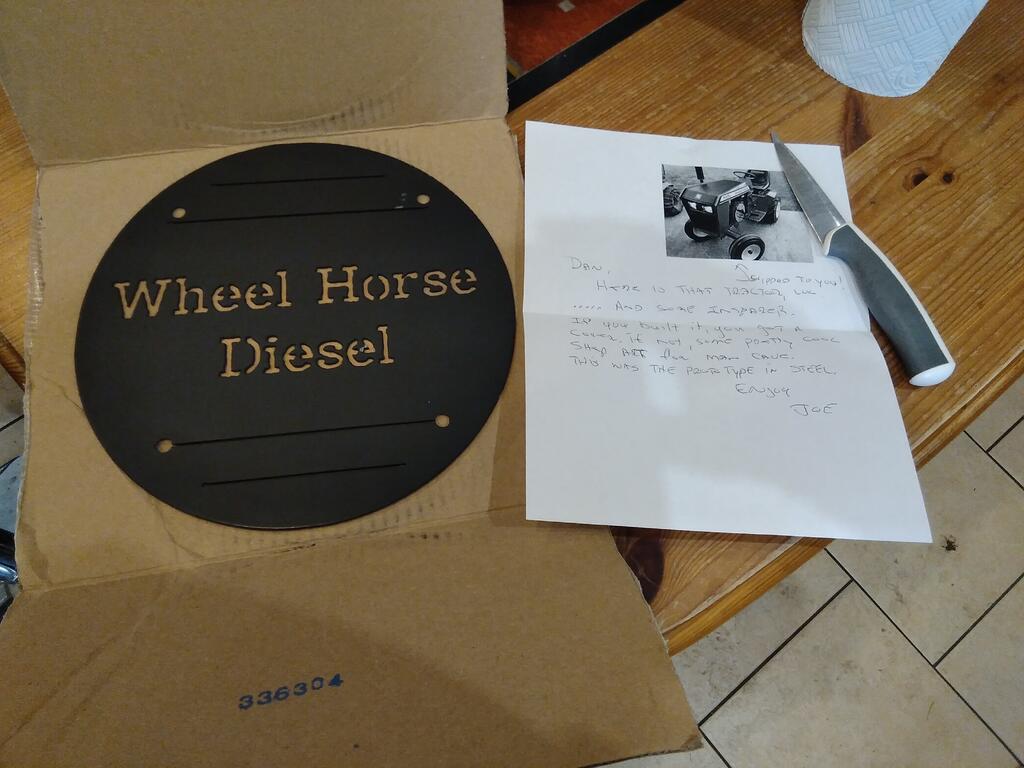 Wheel Horse
Diesel
336304
Dan,
Shipped to you!
Here is that tractor,
..... And some
If you built it, you got a
cover. If not, some pretty cool
shop art for man cave.
This was the prototype in steel.
Enjoy
Joe